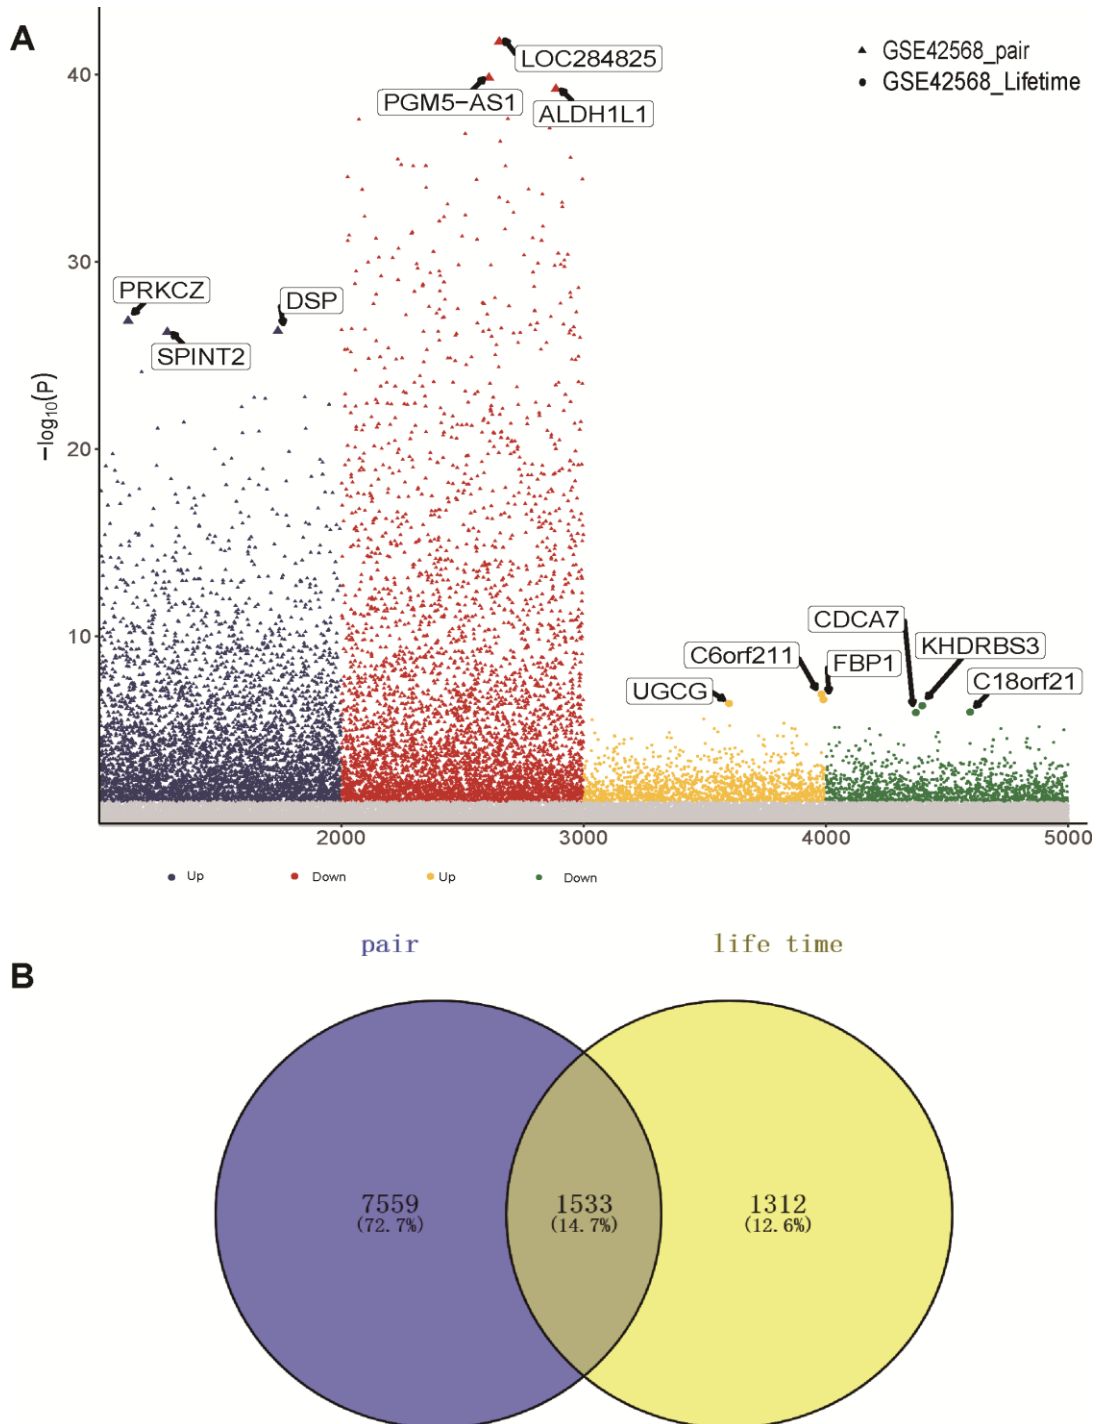 A
LOC284825
PGM5-AS1
ALDH1L1
▲ GSE42568_pair
● GSE42568_Lifetime
40
30
20
10
−log10(P)
PRKCZ
DSP
SPINT2
CDCA7
KHDRBS3
C6orf211
FBP1
UGCG
C18orf21
2000
3000
4000
5000
Up
Down
Up
Down
B
pair
life time
7559
(72.7%)
1533
(14.7%)
1312
(12.6%)